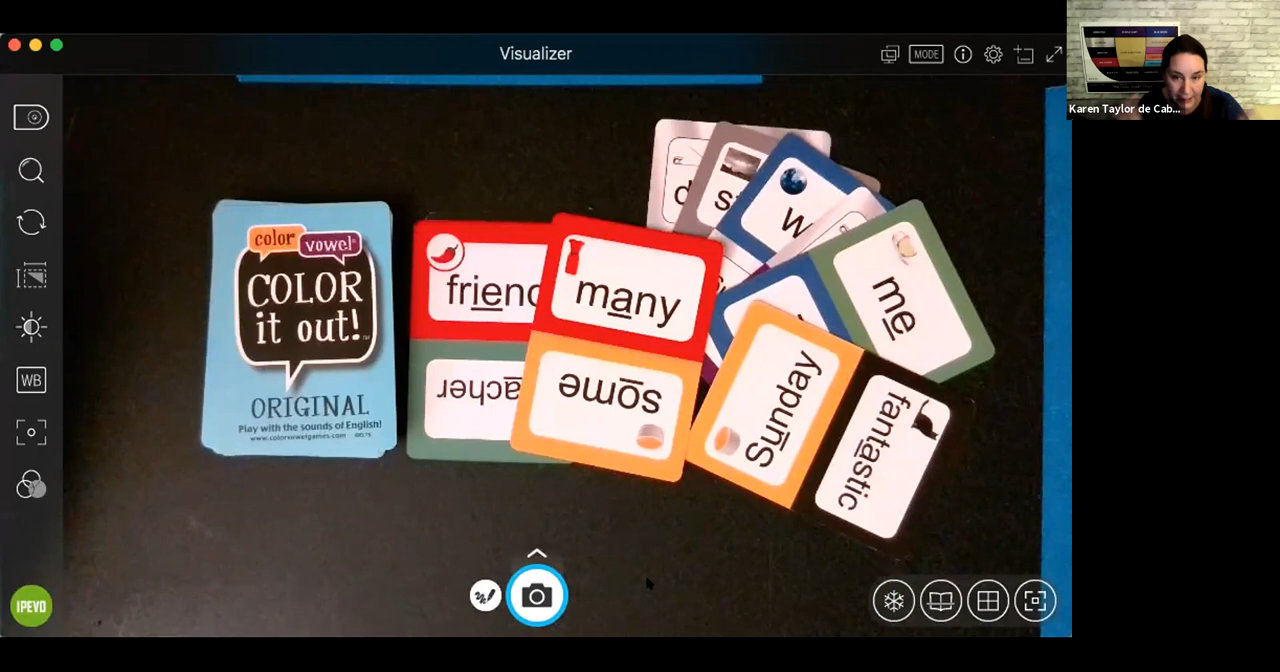 Visualizer
MODE
Karen Taylor de Cab...
WB
color vowel®
COLOR
it out!™
ORIGINAL
Play with the sounds of English!
www.colorvowelgames.com
frien
many
some
acher
me
Sunday
fantastic
IPEVO